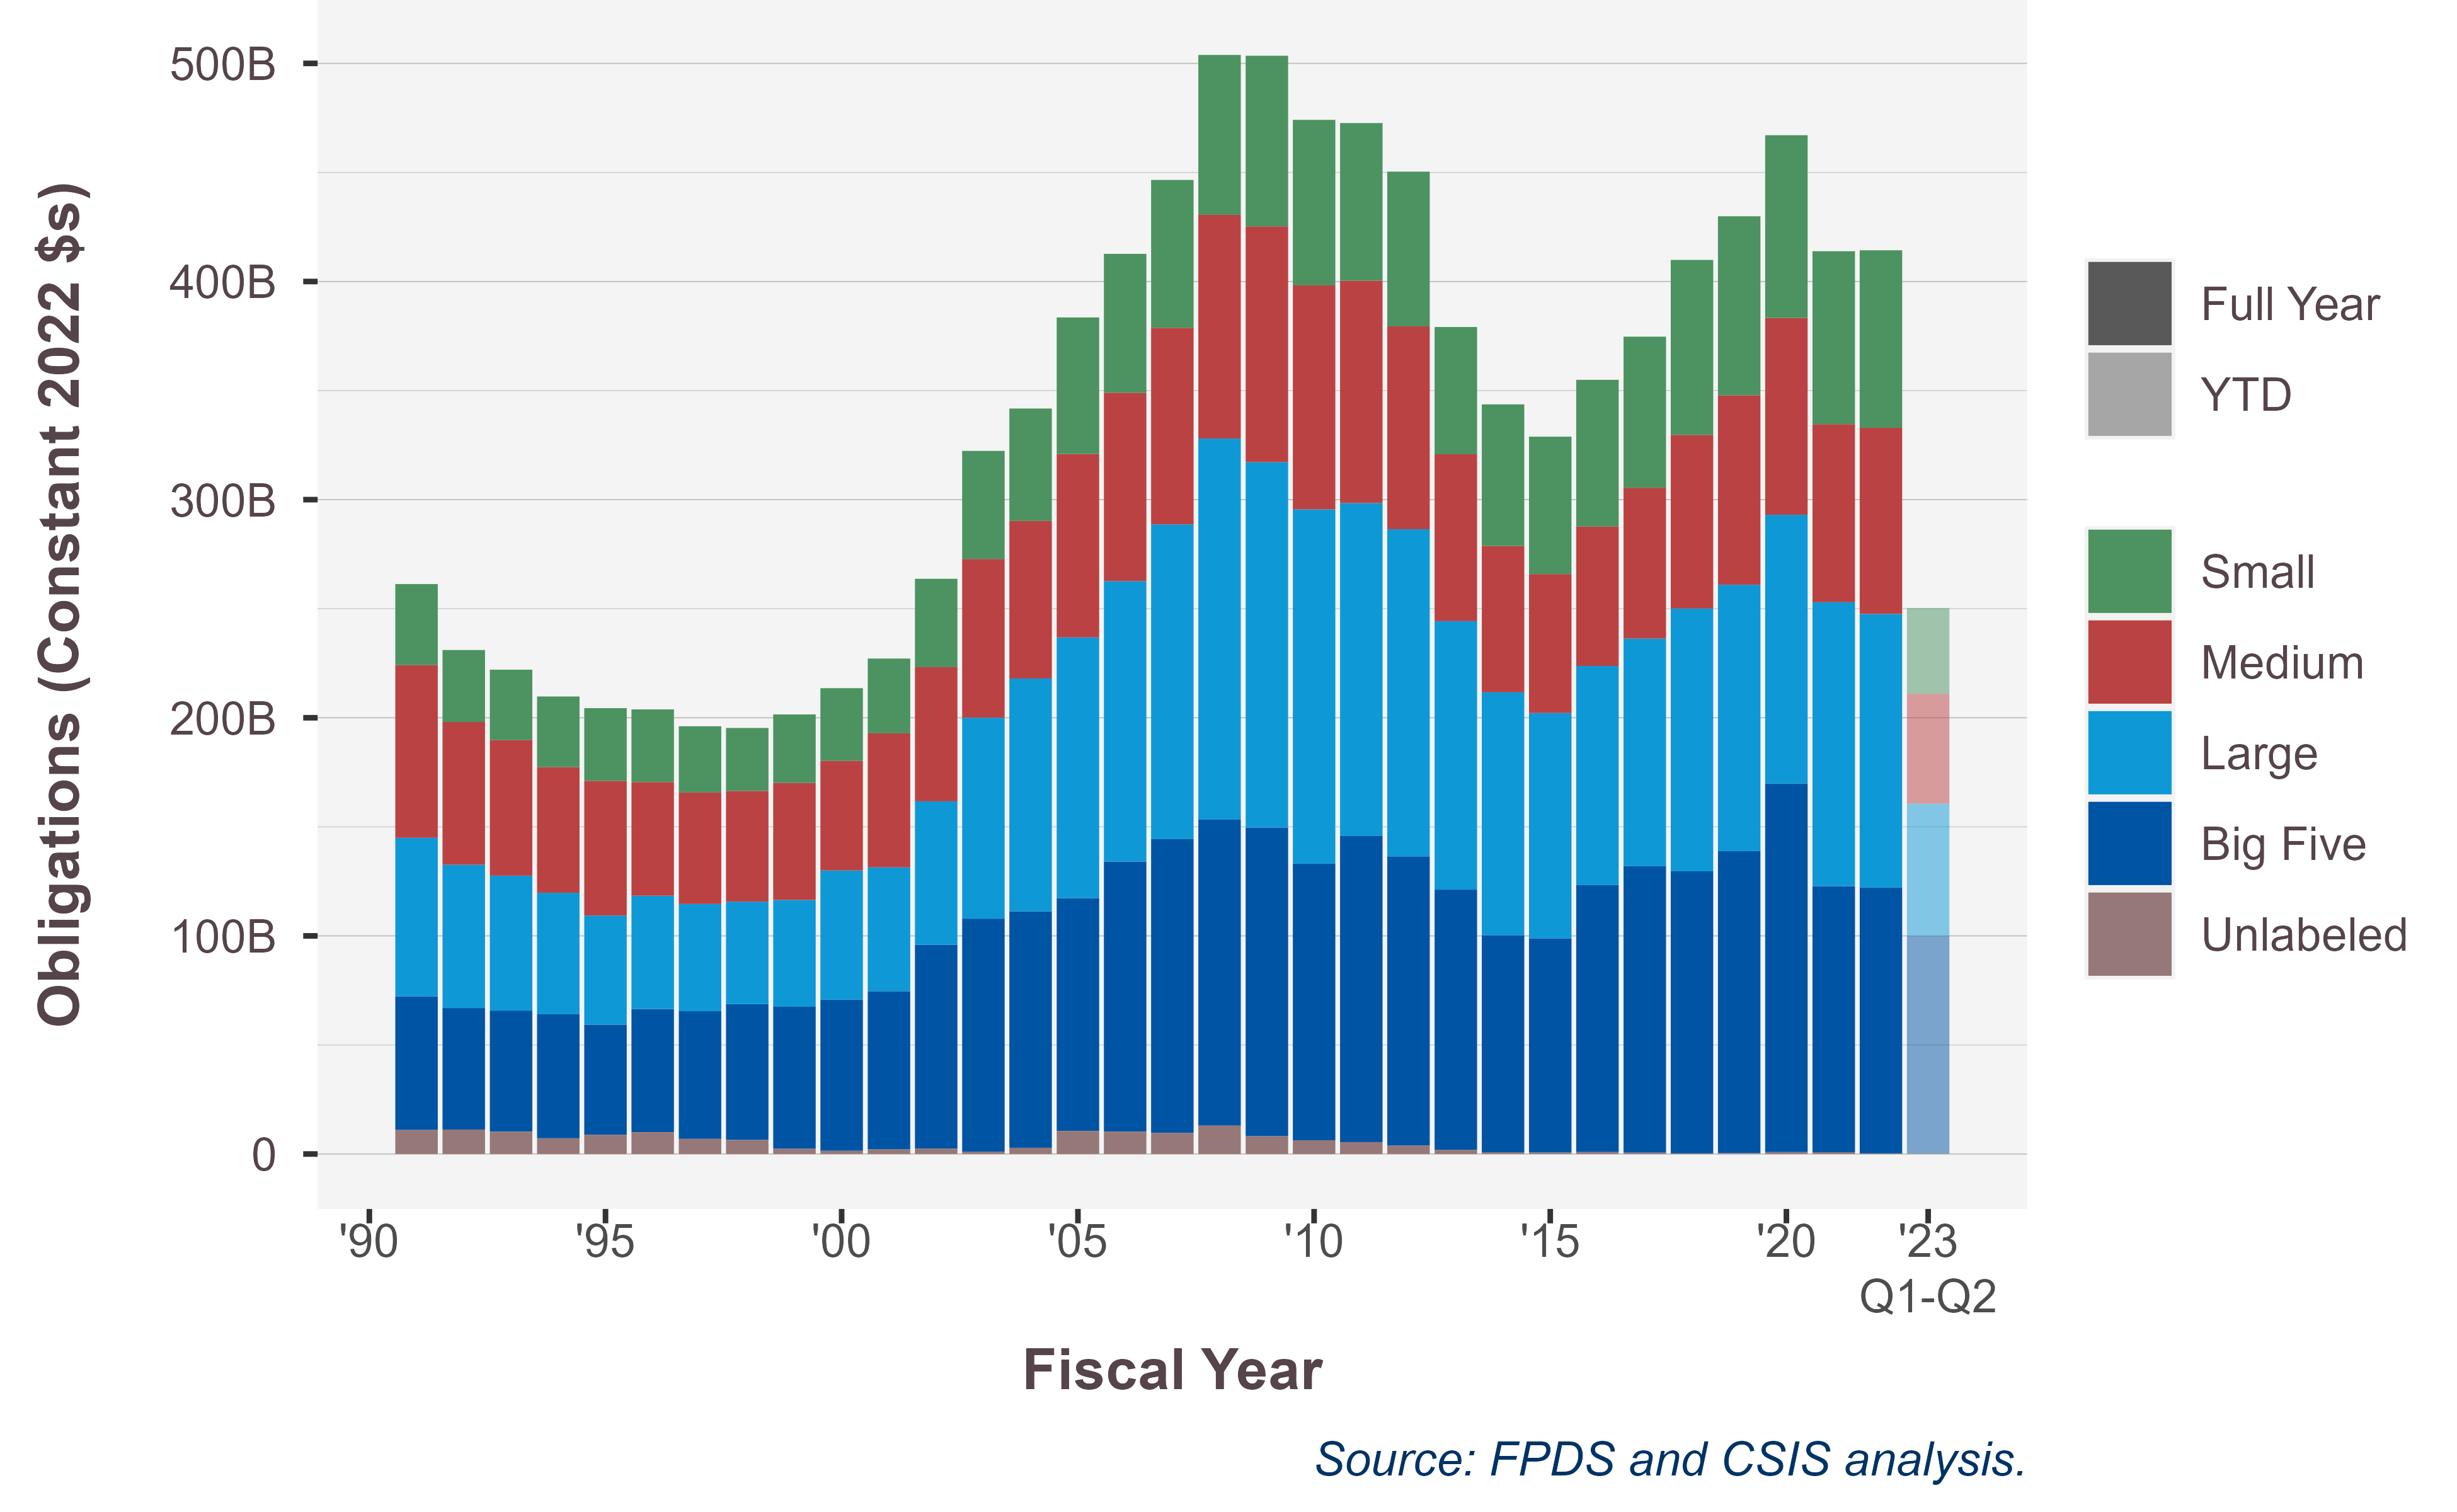 Obligations (Constant 2022 $s)
500B
400B
300B
200B
100B
0
'90
'95
'00
'05
'10
'15
'20
'23
Q1-Q2
Fiscal Year
Full Year
YTD
Small
Medium
Large
Big Five
Unlabeled
Source: FPDS and CSIS analysis.